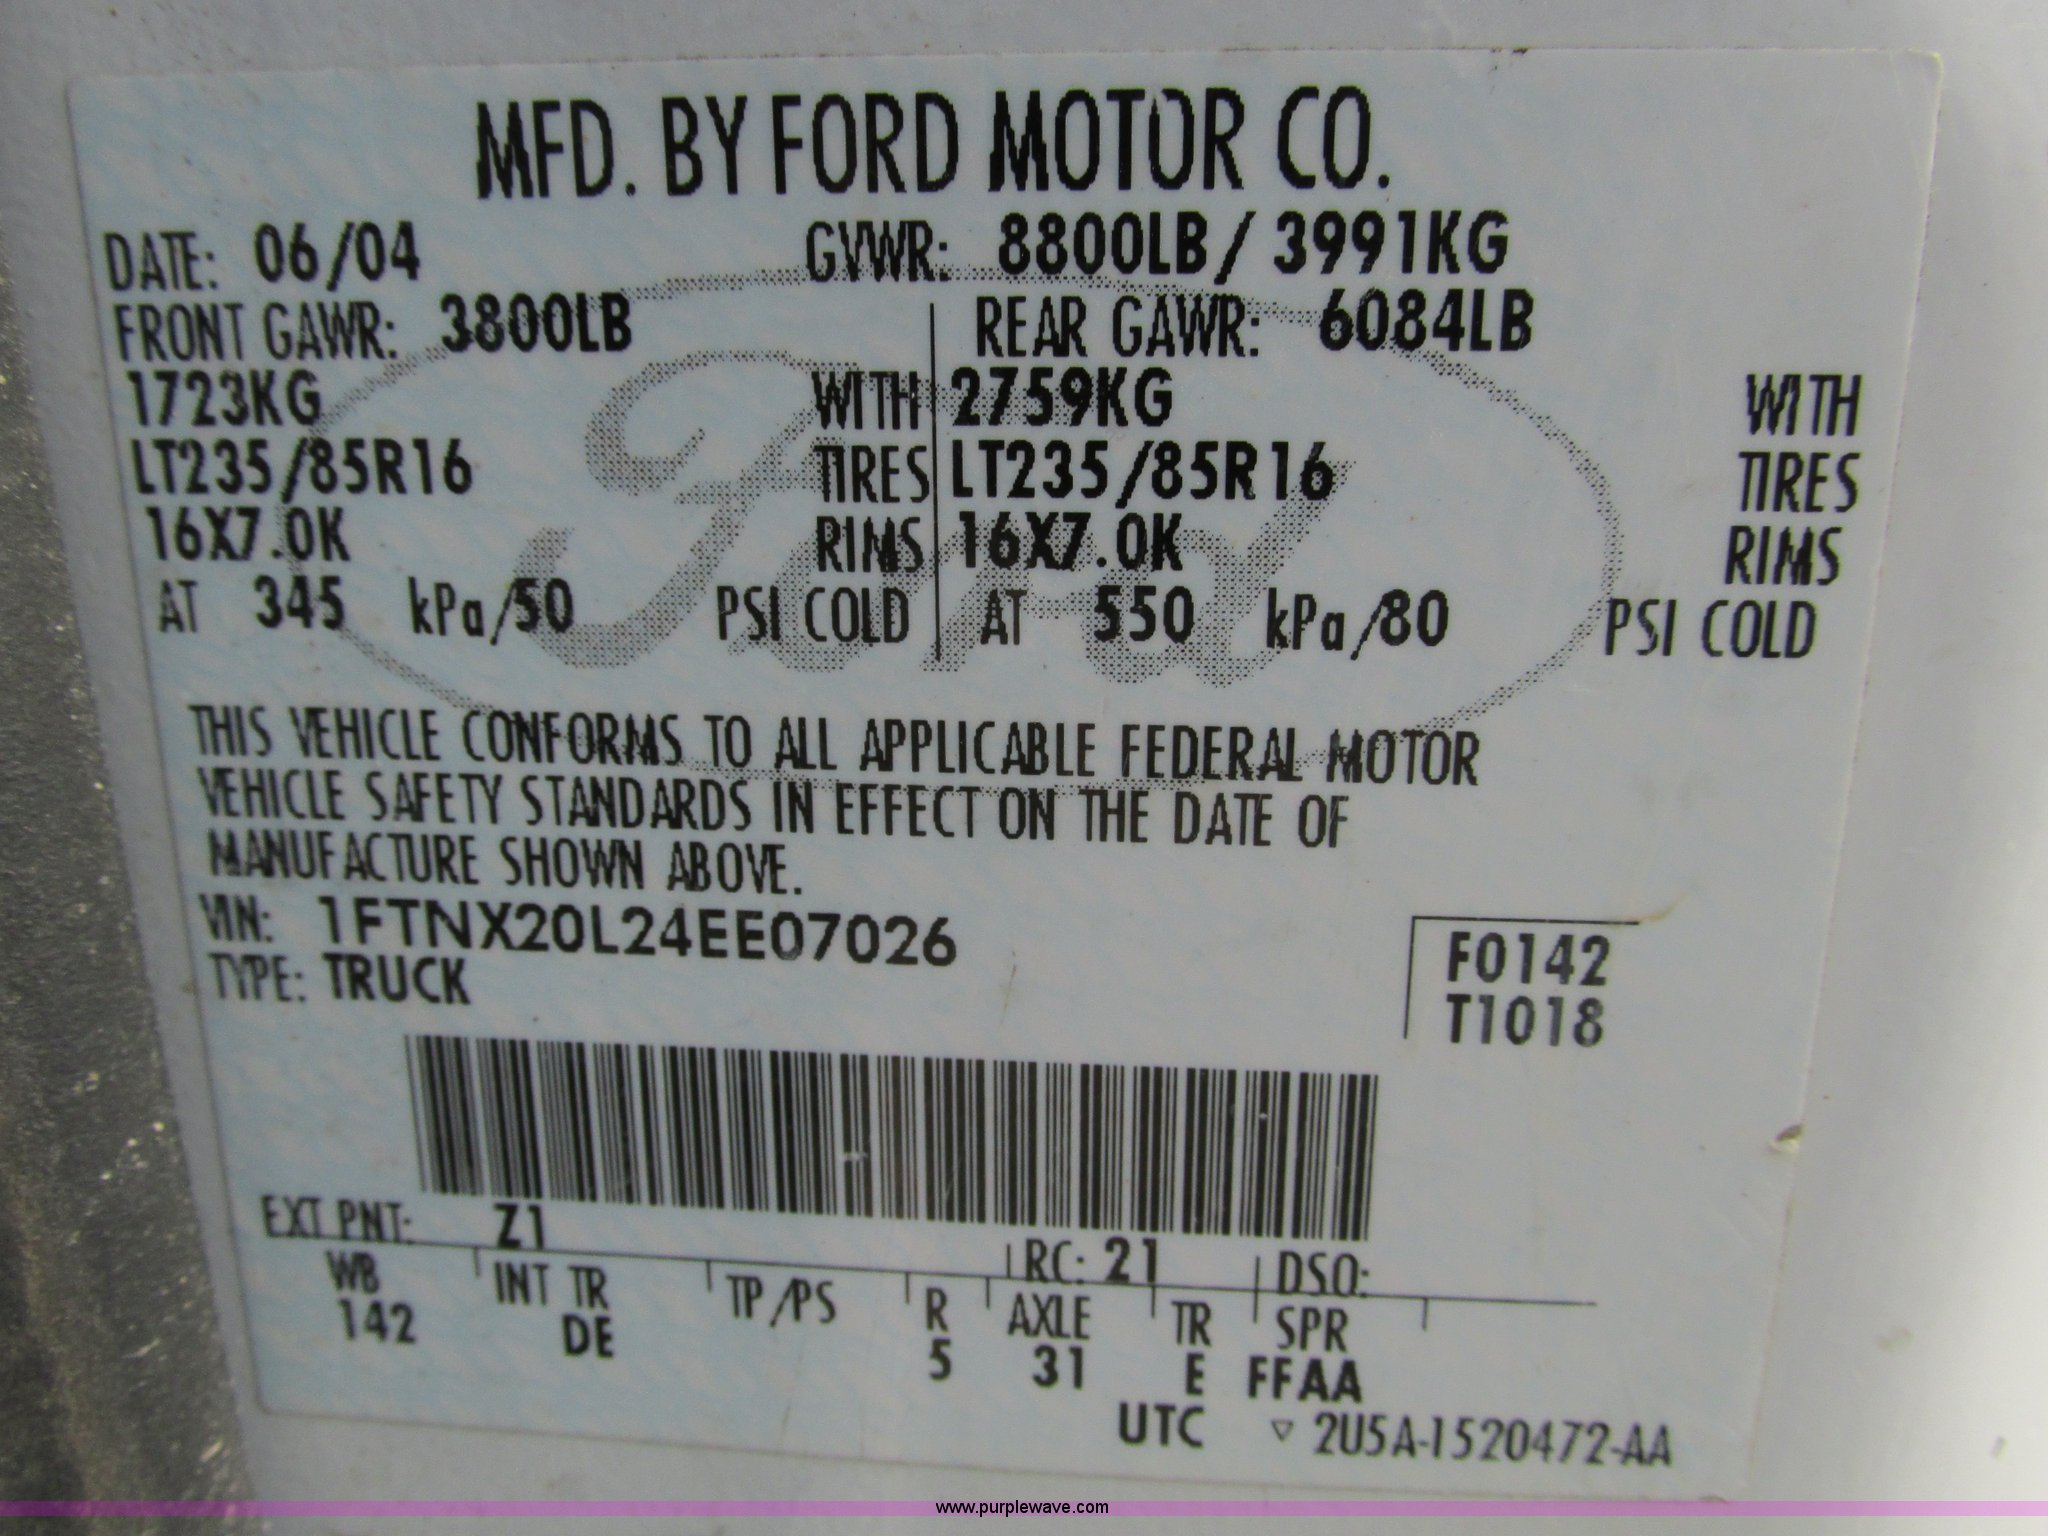 MFD. BY FORD MOTOR CO.
DATE: 06/04 GVWR: 8800LB/ 3991KG
FRONT GAWR: 3800LB REAR GAWR: 6084LB
1723KG WITH 2759KG WITH
LT235/85R16 TIRES LT235/85R16 TIRES
16X7.0K RIMS 16X7.0K RIMS
AT 345 kPa/50 PSI COLD AT 550 kPa/80 PSI COLD
Ford
THIS VEHICLE CONFORMS TO ALL APPLICABLE FEDERAL MOTOR
VEHICLE SAFETY STANDARDS IN EFFECT ON THE DATE OF
MANUFACTURE SHOWN ABOVE.
VIN: 1FTNX20L24EE07026
TYPE: TRUCK
F0142
T1018
EXT PNT: Z1 RC: 21 DSO:
WB INT TR TP/PS R AXLE TR SPR
142 DE 5 31 E FFAA
UTC ▽ 2U5A-1520472-AA
www.purplewave.com